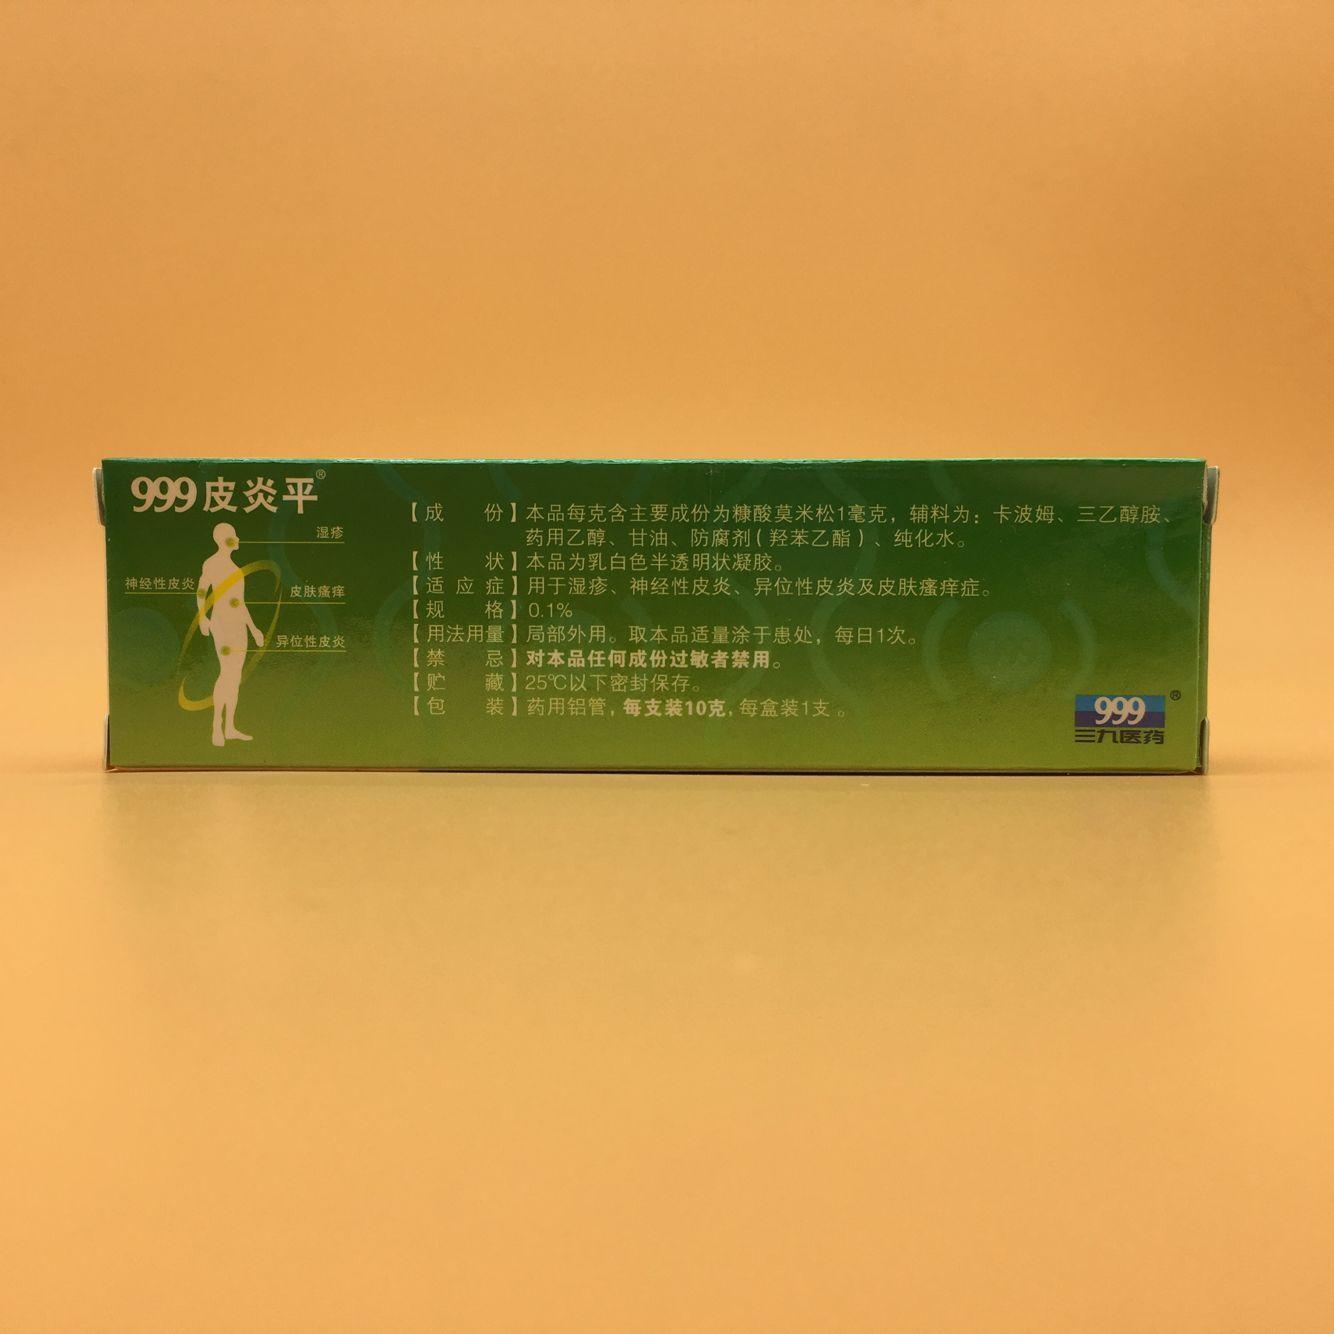 999皮炎平®
湿疹
神经性皮炎
皮肤瘙痒
异位性皮炎
【成份】本品每克含主要成份为糠酸莫米松1毫克，辅料为：卡波姆、三乙醇胺、
药用乙醇、甘油、防腐剂（羟苯乙酯）、纯化水。
【性状】本品为乳白色半透明状凝胶。
【适应症】用于湿疹、神经性皮炎、异位性皮炎及皮肤瘙痒症。
【规格】0.1%
【用法用量】局部外用。取本品适量涂于患处，每日1次。
【禁忌】对本品任何成份过敏者禁用。
【贮藏】25℃以下密封保存。
【包装】药用铝管，每支装10克，每盒装1支。
999®
三九医药